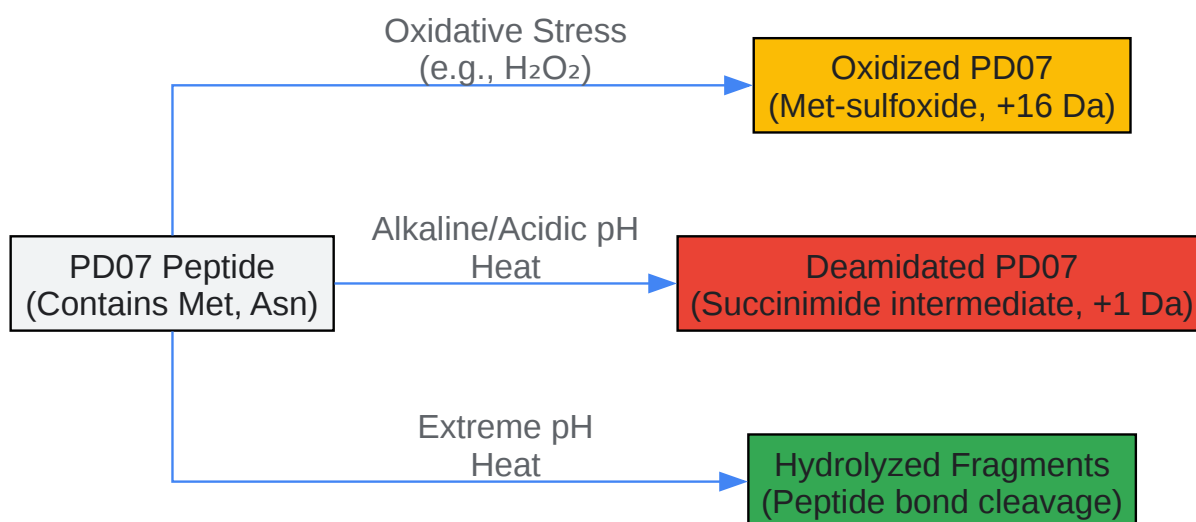 Oxidative Stress
(e.g., H₂O₂)
Oxidized PD07
(Met-sulfoxide, +16 Da)
PD07 Peptide
(Contains Met, Asn)
Alkaline/Acidic pH
Heat
Deamidated PD07
(Succinimide intermediate, +1 Da)
Extreme pH
Heat
Hydrolyzed Fragments
(Peptide bond cleavage)